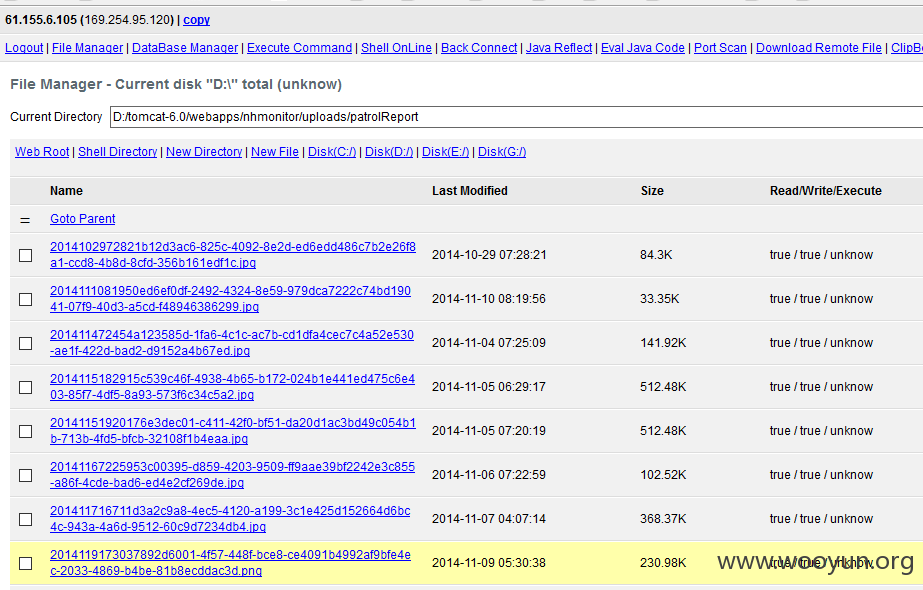 61.155.6.105 (169.254.95.120) | copy
Logout | File Manager | DataBase Manager | Execute Command | Shell OnLine | Back Connect | Java Reflect | Eval Java Code | Port Scan | Download Remote File | ClipB
File Manager - Current disk "D:\" total (unknow)
Current Directory D:/tomcat-6.0/webapps/nhmonitor/uploads/patrolReport
Web Root | Shell Directory | New Directory | New File | Disk(C:/) | Disk(D:/) | Disk(E:/) | Disk(G:/)
Name Last Modified Size Read/Write/Execute
= Goto Parent
2014102972821b12d3ac6-825c-4092-8e2d-ed6edd486c7b2e26f8
a1-ccd8-4b8d-8cfd-356b161edf1c.jpg 2014-10-29 07:28:21 84.3K true / true / unknow
2014111081950ed6ef0df-2492-4324-8e59-979dca7222c74bd190
41-07f9-40d3-a5cd-f48946386299.jpg 2014-11-10 08:19:56 33.35K true / true / unknow
201411472454a123585d-1fa6-4c1c-ac7b-cd1dfa4cec7c4a52e530
-ae1f-422d-bad2-d9152a4b67ed.jpg 2014-11-04 07:25:09 141.92K true / true / unknow
2014115182915c539c46f-4938-4b65-b172-024b1e441ed475c6e4
03-85f7-4df5-8a93-573f6c34c5a2.jpg 2014-11-05 06:29:17 512.48K true / true / unknow
20141151920176e3dec01-c411-42f0-bf51-da20d1ac3bd49c054b1
b-713b-4fd5-bfcb-32108f1b4eaa.jpg 2014-11-05 07:20:19 512.48K true / true / unknow
20141167225953c00395-d859-4203-9509-ff9aae39bf2242e3c855
-a86f-4cde-bad6-ed4e2cf269de.jpg 2014-11-06 07:22:59 102.52K true / true / unknow
201411716711d3a2c9a8-4ec5-4120-a199-3c1e425d152664d6bc
4c-943a-4a6d-9512-60c9d7234db4.jpg 2014-11-07 04:07:14 368.37K true / true / unknow
2014119173037892d6001-4f57-448f-bce8-ce4091b4992af9bfe4e
c-2033-4869-b4be-81b8ecddac3d.png 2014-11-09 05:30:38 230.98K true / true / unknow
www.wooyun.org